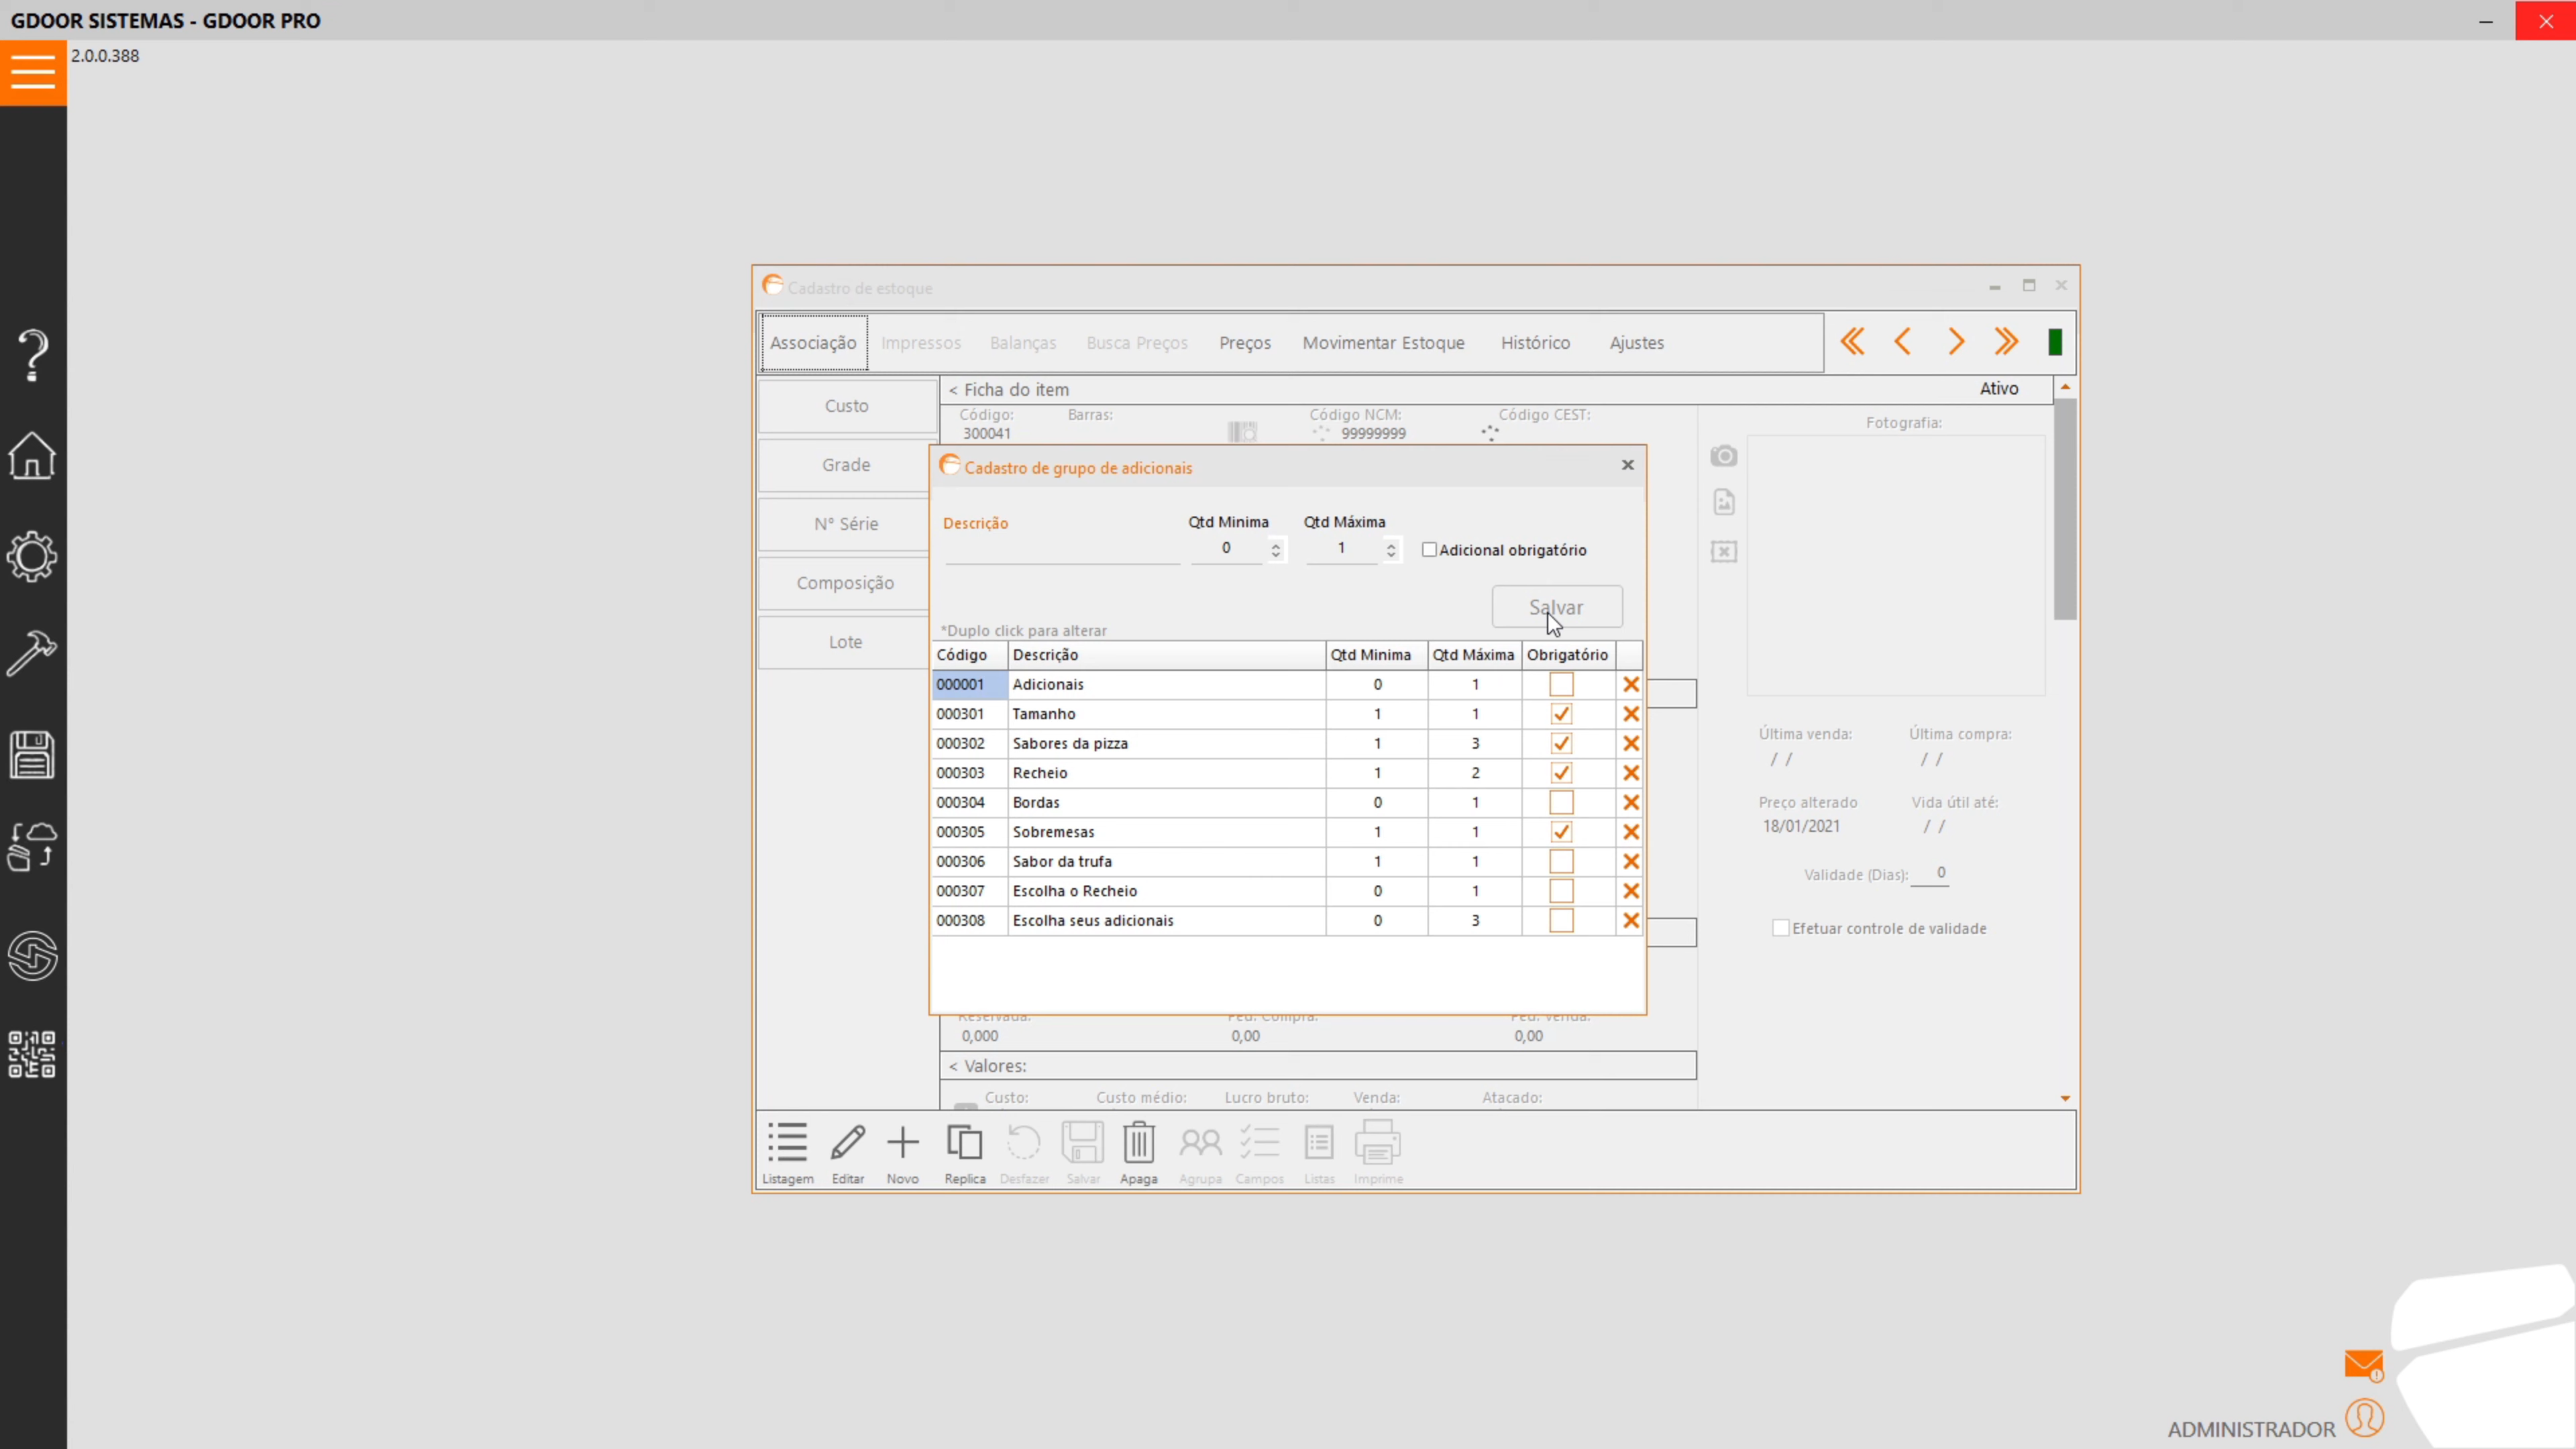 GDOOR SISTEMAS - GDOOR PRO
2.0.0.388
Cadastro de estoque
Associação Impressos Balanças Busca Preços Preços Movimentar Estoque Histórico Ajustes
Custo
Grade
Nº Série
Composição
Lote
< Ficha do item Ativo
Código: Barras: Código NCM: Código CEST:
300041 99999999
Fotografia:
Cadastro de grupo de adicionais
Descrição Qtd Minima Qtd Máxima
0 1 Adicional obrigatório
Salvar
*Duplo click para alterar
Código Descrição Qtd Minima Qtd Máxima Obrigatório
000001 Adicionais 0 1
000301 Tamanho 1 1
000302 Sabores da pizza 1 3
000303 Recheio 1 2
000304 Bordas 0 1
000305 Sobremesas 1 1
000306 Sabor da trufa 1 1
000307 Escolha o Recheio 0 1
000308 Escolha seus adicionais 0 3
Última venda: Última compra:
/ / / /
Preço alterado Vida útil até:
18/01/2021 / /
Validade (Dias): 0
Efetuar controle de validade
Reservada: Ped. Compra: Ped. Venda:
0,000 0,00 0,00
< Valores:
Custo: Custo médio: Lucro bruto: Venda: Atacado:
Listagem Editar Novo Replica Desfazer Salvar Apaga Agrupa Campos Listas Imprime
ADMINISTRADOR